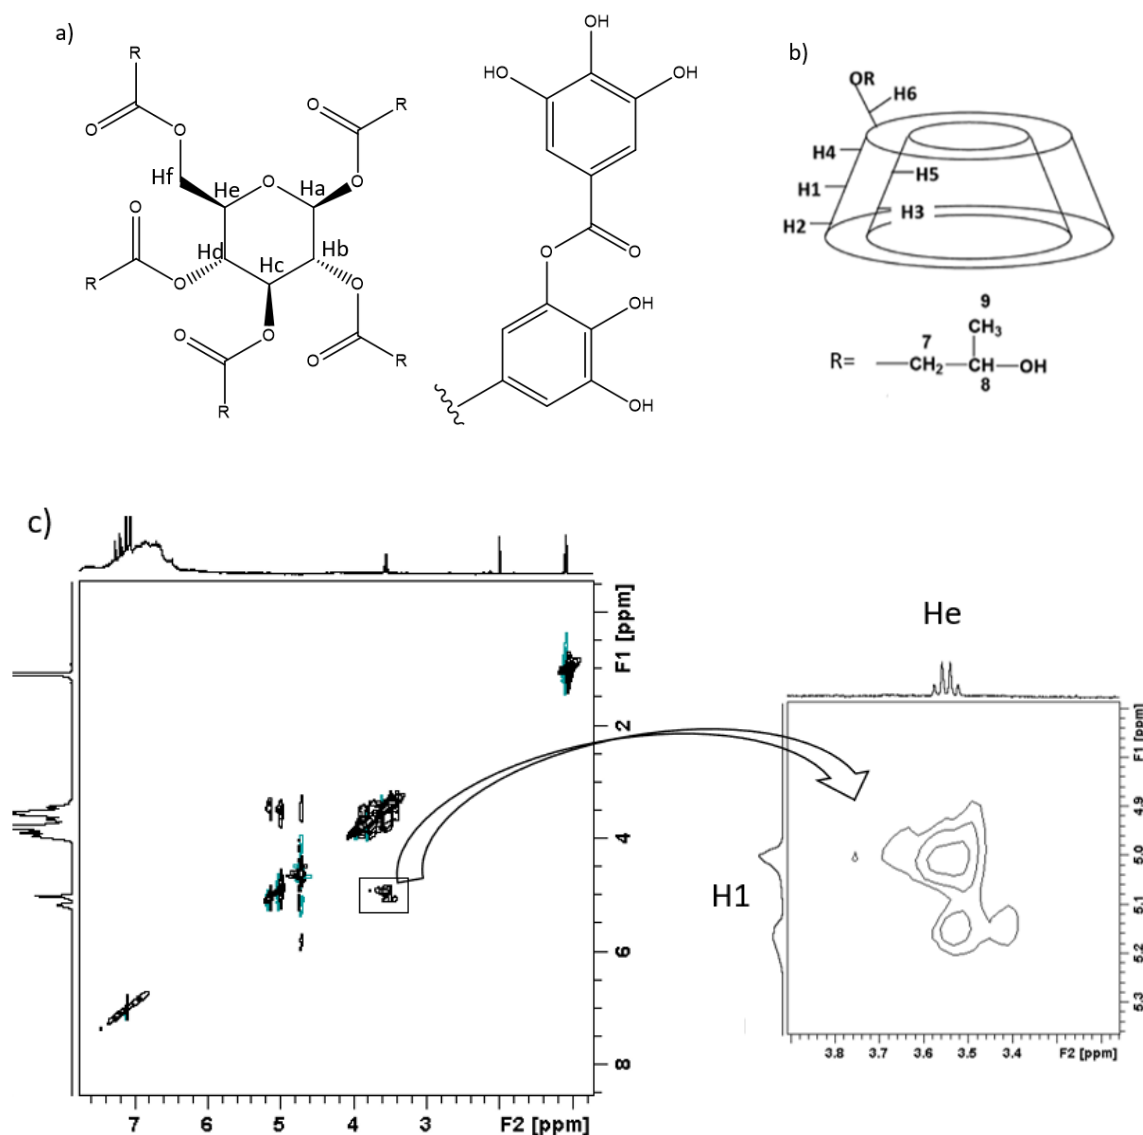 a)
R
O
O
Hf
He
O
Ha
O
O
R
O
Hd
Hc
Hb
R
O
O
O
O
R
O
O
R
OH
HO
OH
O
O
OH
OH
b)
OR
H6
H4
H5
H1
H3
H2
9
CH3
7
R= —CH2—CH—OH
8
c)
F1 [ppm]
2
4
6
8
7 6 5 4 3 F2 [ppm]
He
H1
F1 [ppm]
4.9
5.0
5.1
5.2
5.3
3.8 3.7 3.6 3.5 3.4 F2 [ppm]